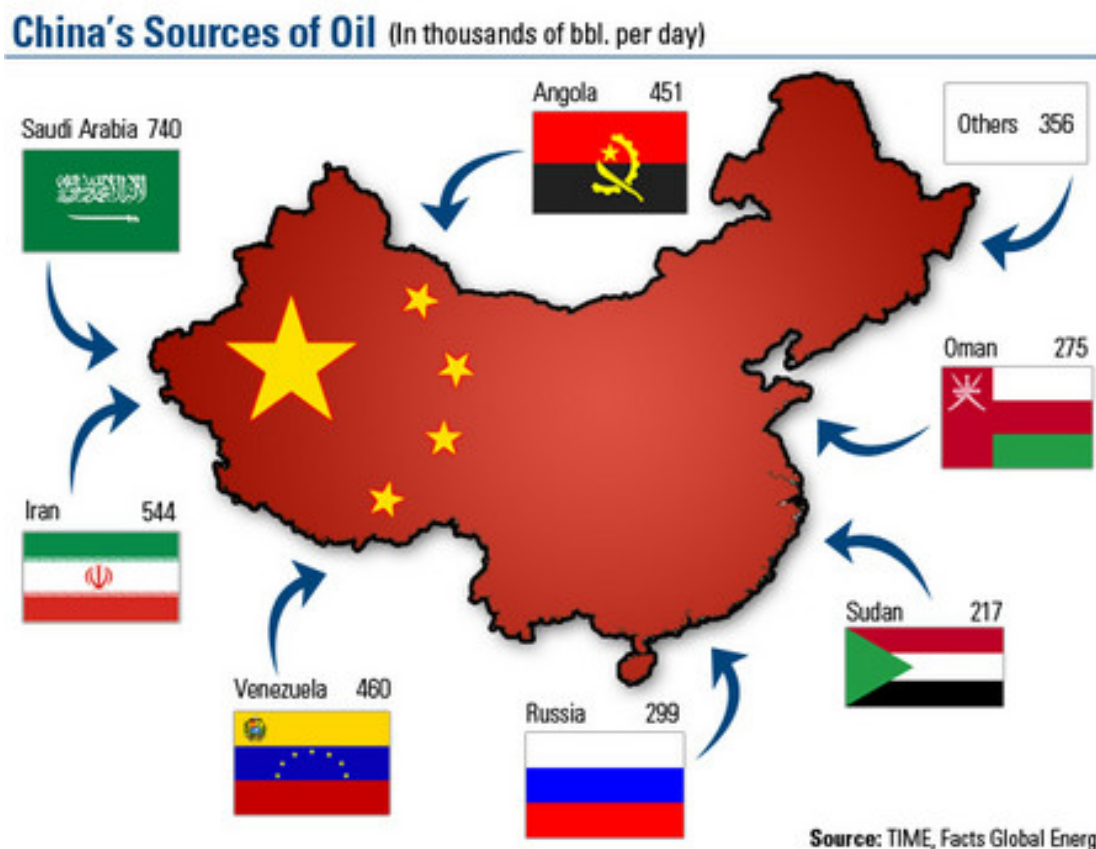 China's Sources of Oil (In thousands of bbl. per day)
Angola 451
Others 356
Saudi Arabia 740
Oman 275
Iran 544
Sudan 217
Venezuela 460
Russia 299
Source: TIME, Facts Global Energ